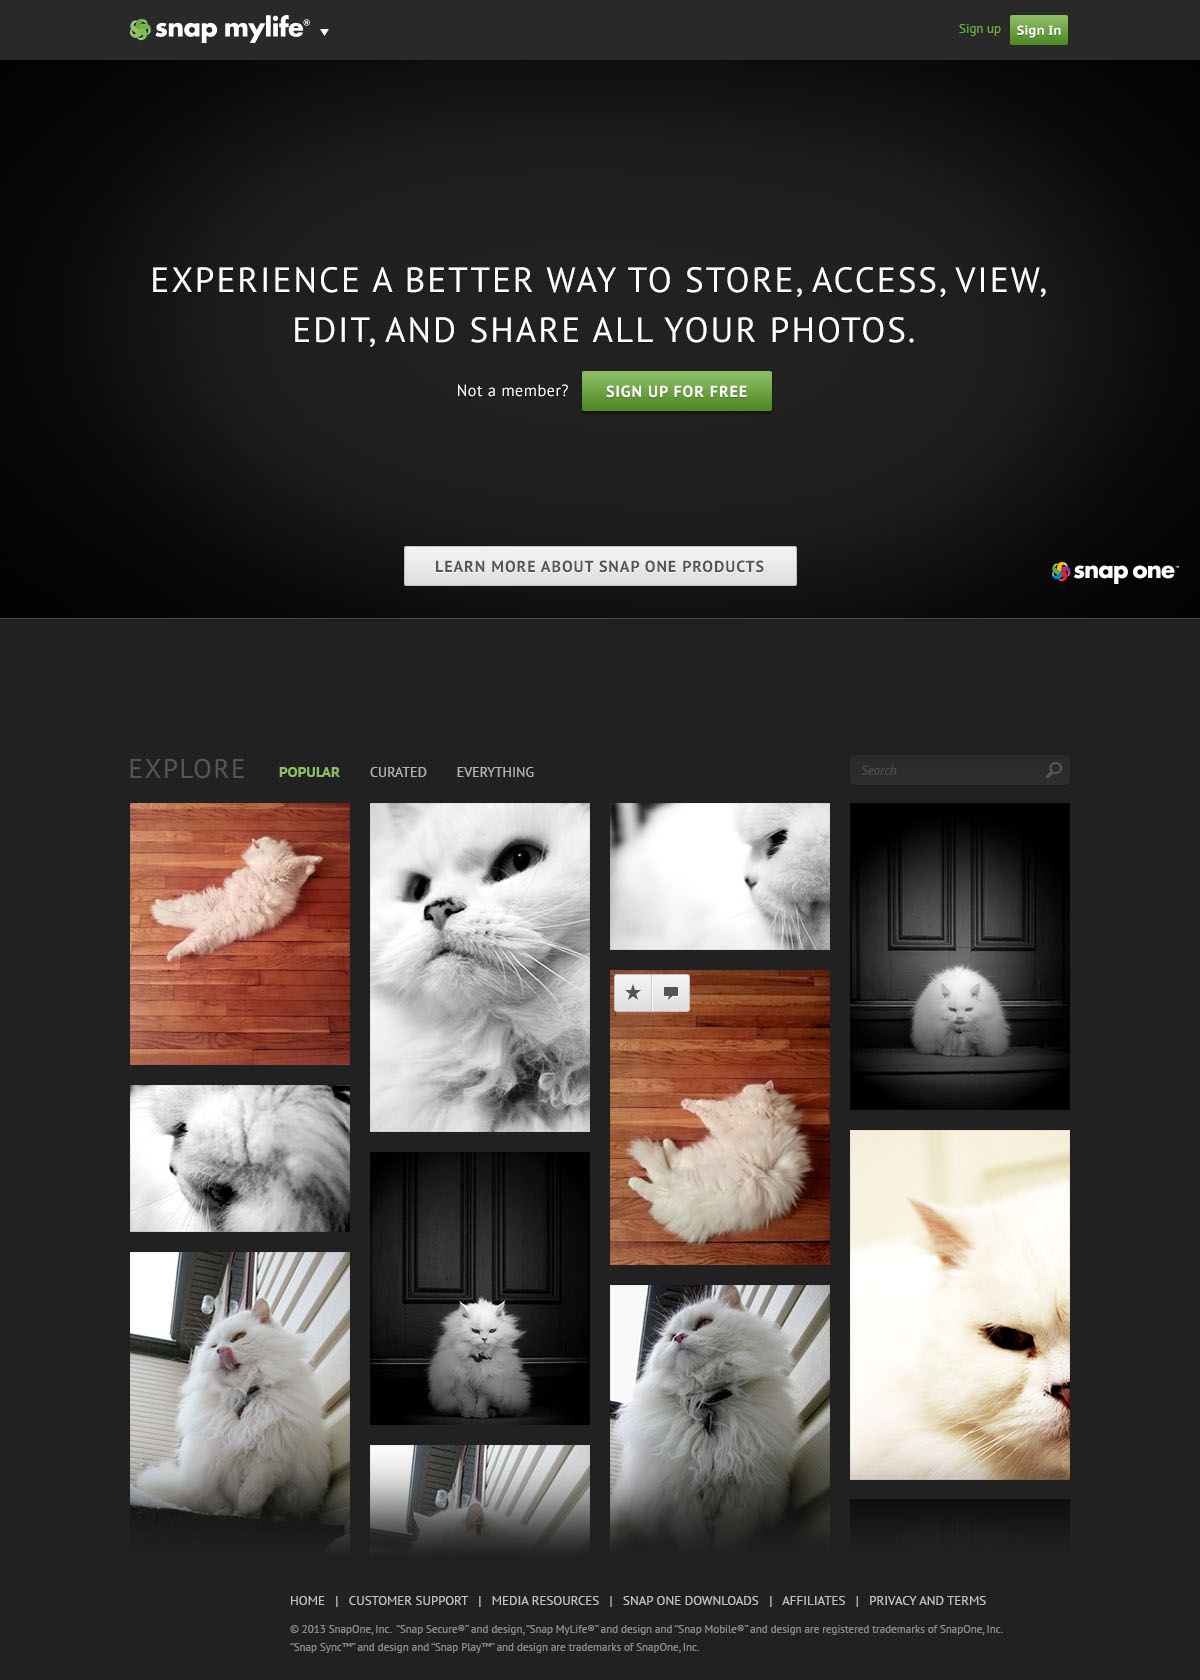 snap mylife®
Sign up
Sign In
EXPERIENCE A BETTER WAY TO STORE, ACCESS, VIEW,
EDIT, AND SHARE ALL YOUR PHOTOS.
Not a member?
SIGN UP FOR FREE
LEARN MORE ABOUT SNAP ONE PRODUCTS
snap one™
EXPLORE
POPULAR
CURATED
EVERYTHING
Search
HOME | CUSTOMER SUPPORT | MEDIA RESOURCES | SNAP ONE DOWNLOADS | AFFILIATES | PRIVACY AND TERMS
© 2013 SnapOne, Inc. "Snap Secure®" and design, "Snap MyLife®" and design and "Snap Mobile®" and design are registered trademarks of SnapOne, Inc.
"Snap Sync™" and design and "Snap Play™" and design are trademarks of SnapOne, Inc.